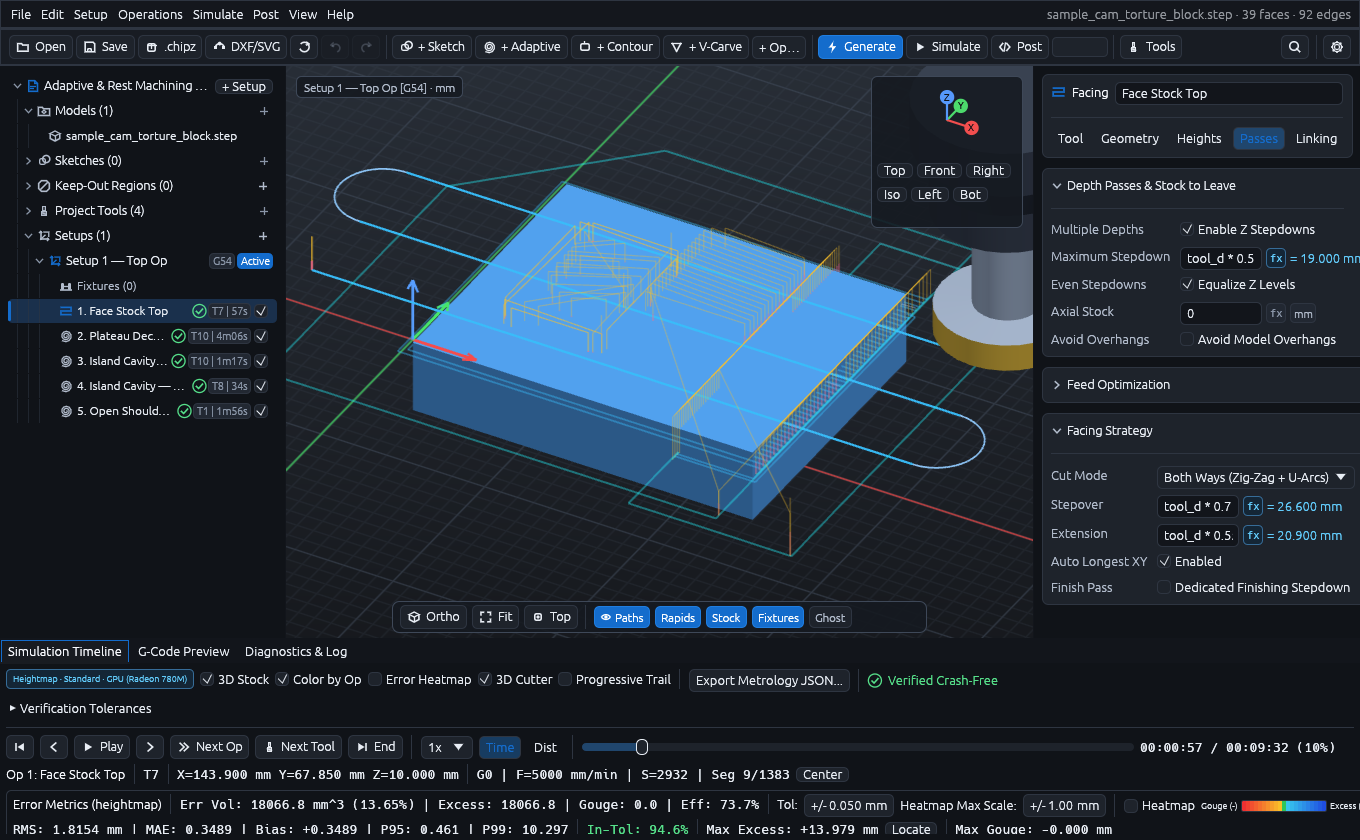 File Edit Setup Operations Simulate Post View Help sample_cam_torture_block.step · 39 faces · 92 edges
Open Save .chipz DXF/SVG + Sketch + Adaptive + Contour + V-Carve + Op... Generate Simulate Post Tools
Adaptive & Rest Machining ... + Setup
Models (1) +
sample_cam_torture_block.step
Sketches (0) +
Keep-Out Regions (0) +
Project Tools (4) +
Setups (1) +
Setup 1 — Top Op G54 Active
Fixtures (0)
1. Face Stock Top T7 | 57s
2. Plateau Dec... T10 | 4m06s
3. Island Cavity... T10 | 1m17s
4. Island Cavity — ... T8 | 34s
5. Open Should... T1 | 1m56s
Setup 1 — Top Op [G54] · mm
Z Y X
Top Front Right
Iso Left Bot
Ortho Fit Top Paths Rapids Stock Fixtures Ghost
Facing Face Stock Top
Tool Geometry Heights Passes Linking
Depth Passes & Stock to Leave
Multiple Depths Enable Z Stepdowns
Maximum Stepdown tool_d * 0.5 fx = 19.000 mm
Even Stepdowns Equalize Z Levels
Axial Stock 0 fx mm
Avoid Overhangs Avoid Model Overhangs
Feed Optimization
Facing Strategy
Cut Mode Both Ways (Zig-Zag + U-Arcs)
Stepover tool_d * 0.7 fx = 26.600 mm
Extension tool_d * 0.5. fx = 20.900 mm
Auto Longest XY Enabled
Finish Pass Dedicated Finishing Stepdown
Simulation Timeline G-Code Preview Diagnostics & Log
Heightmap · Standard · GPU (Radeon 780M) 3D Stock Color by Op Error Heatmap 3D Cutter Progressive Trail Export Metrology JSON... Verified Crash-Free
Verification Tolerances
Play Next Op Next Tool End 1x Time Dist 00:00:57 / 00:09:32 (10%)
Op 1: Face Stock Top T7 X=143.900 mm Y=67.850 mm Z=10.000 mm G0 | F=5000 mm/min | S=2932 | Seg 9/1383 Center
Error Metrics (heightmap) Err Vol: 18066.8 mm^3 (13.65%) | Excess: 18066.8 | Gouge: 0.0 | Eff: 73.7% Tol: +/-0.050 mm Heatmap Max Scale: +/-1.00 mm Heatmap Gouge (-) Excess
RMS: 1.8154 mm | MAE: 0.3489 | Bias: +0.3489 | P95: 0.461 | P99: 10.297 In-Tol: 94.6% Max Excess: +13.979 mm Locate Max Gouge: -0.000 mm